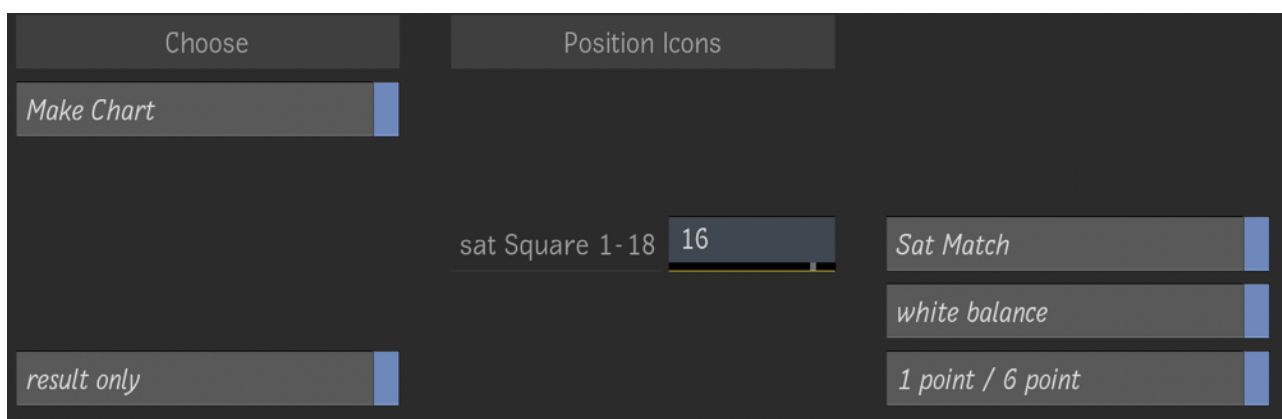 Choose
Position Icons
Make Chart
sat Square 1-18
16
Sat Match
white balance
result only
1 point / 6 point